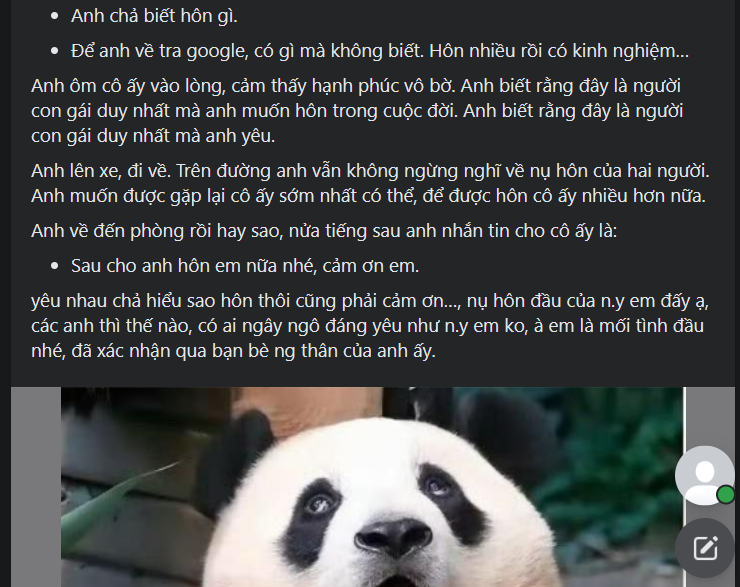 Anh chả biết hôn gì.
Để anh về tra google, có gì mà không biết. Hôn nhiều rồi có kinh nghiệm...
Anh ôm cô ấy vào lòng, cảm thấy hạnh phúc vô bờ. Anh biết rằng đây là người
con gái duy nhất mà anh muốn hôn trong cuộc đời. Anh biết rằng đây là người
con gái duy nhất mà anh yêu.
Anh lên xe, đi về. Trên đường anh vẫn không ngừng nghĩ về nụ hôn của hai người.
Anh muốn được gặp lại cô ấy sớm nhất có thể, để được hôn cô ấy nhiều hơn nữa.
Anh về đến phòng rồi hay sao, nửa tiếng sau anh nhắn tin cho cô ấy là:
Sau cho anh hôn em nữa nhé, cảm ơn em.
yêu nhau chả hiểu sao hôn thôi cũng phải cảm ơn..., nụ hôn đầu của n.y em đấy ạ,
các anh thì thế nào, có ai ngây ngô đáng yêu như n.y em ko, à em là mối tình đầu
nhé, đã xác nhận qua bạn bè ng thân của anh ấy.